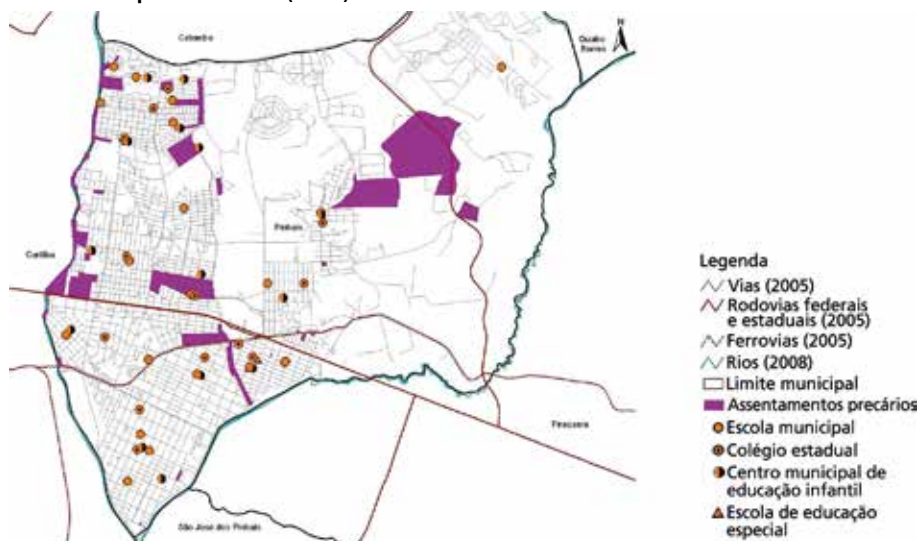 Colombo
Quatro
Barras
N
Pinhais
Curitiba
Piraquara
São José dos Pinhais
Legenda
Vias (2005)
Rodovias federais
e estaduais (2005)
Ferrovias (2005)
Rios (2008)
Limite municipal
Assentamentos precários
Escola municipal
Colégio estadual
Centro municipal de
educação infantil
Escola de educação
especial